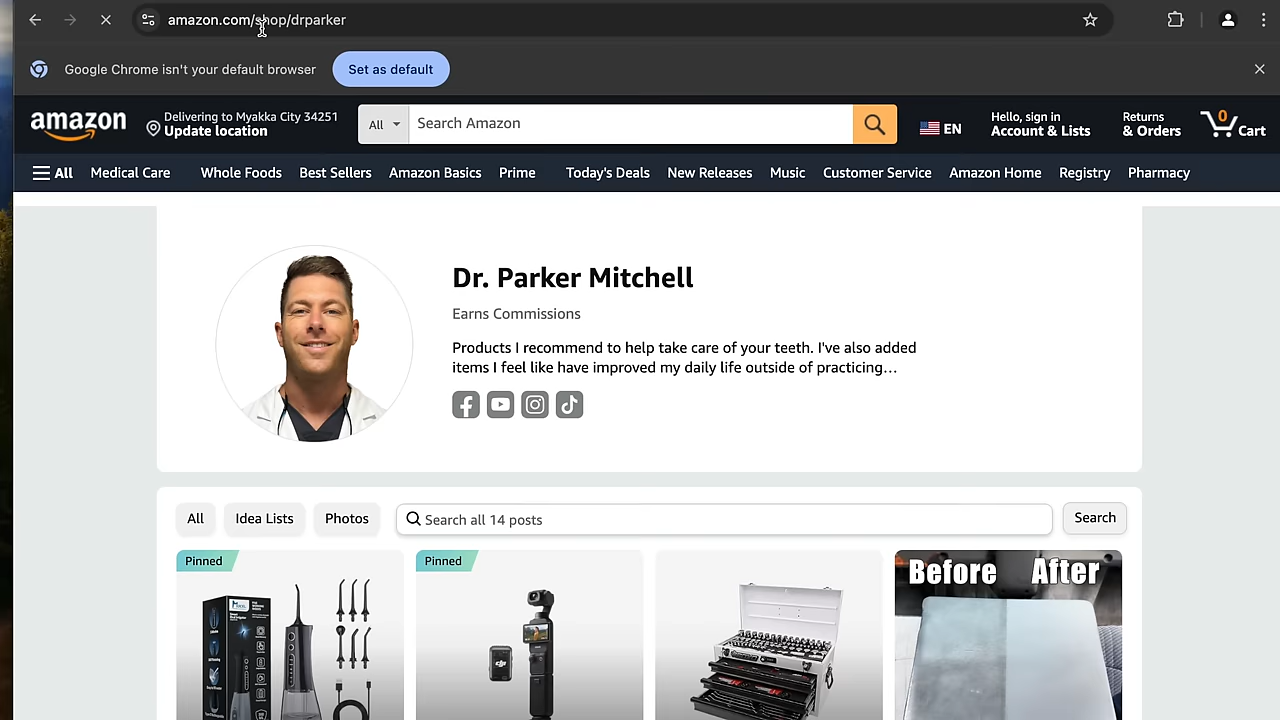 amazon.com/shop/drparker
Google Chrome isn't your default browser
Set as default
amazon
Delivering to Myakka City 34251
Update location
All
Search Amazon
EN
Hello, sign in
Account & Lists
Returns
& Orders
0
Cart
All
Medical Care
Whole Foods
Best Sellers
Amazon Basics
Prime
Today's Deals
New Releases
Music
Customer Service
Amazon Home
Registry
Pharmacy
Dr. Parker Mitchell
Earns Commissions
Products I recommend to help take care of your teeth. I've also added
items I feel like have improved my daily life outside of practicing…
All
Idea Lists
Photos
Search all 14 posts
Search
Pinned
Pinned
Before
After
dji